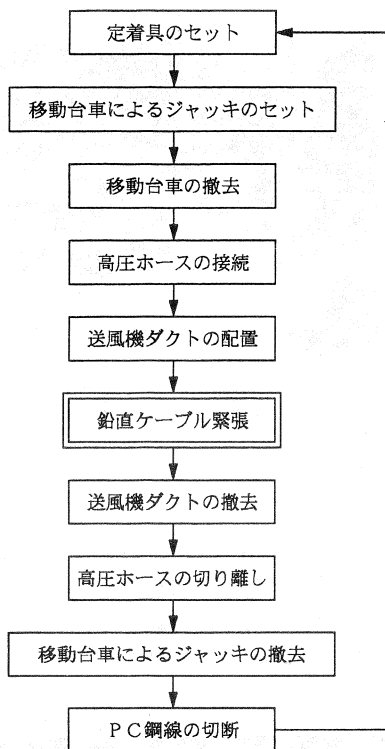 定着具のセット
移動台車によるジャッキのセット
移動台車の撤去
高圧ホースの接続
送風機ダクトの配置
鉛直ケーブル緊張
送風機ダクトの撤去
高圧ホースの切り離し
移動台車によるジャッキの撤去
ＰＣ鋼線の切断